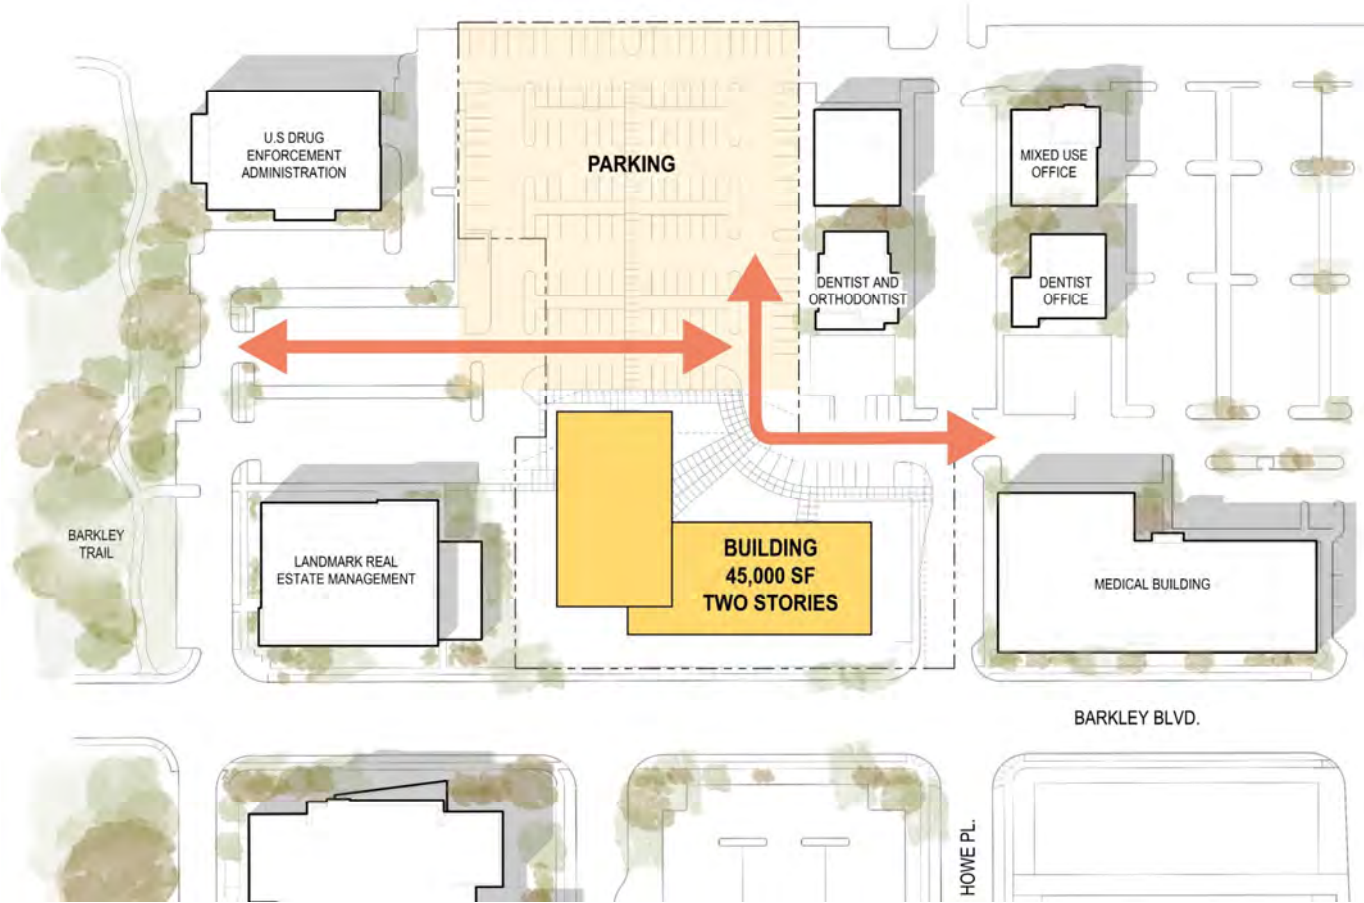 U.S DRUG
ENFORCEMENT
ADMINISTRATION
PARKING
MIXED USE
OFFICE
DENTIST AND
ORTHODONTIST
DENTIST
OFFICE
BARKLEY
TRAIL
LANDMARK REAL
ESTATE MANAGEMENT
BUILDING
45,000 SF
TWO STORIES
MEDICAL BUILDING
BARKLEY BLVD.
HOWE PL.